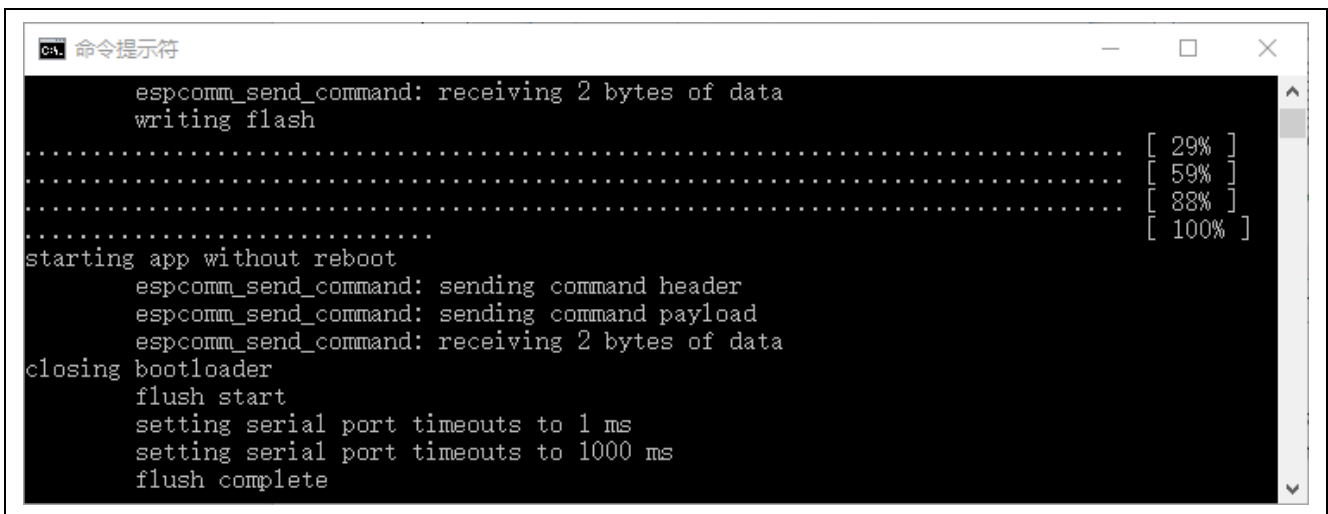 命令提示符
espcomm_send_command: receiving 2 bytes of data
writing flash
................................................................................ [ 29% ]
................................................................................ [ 59% ]
................................................................................ [ 88% ]
.............................. [ 100% ]
starting app without reboot
espcomm_send_command: sending command header
espcomm_send_command: sending command payload
espcomm_send_command: receiving 2 bytes of data
closing bootloader
flush start
setting serial port timeouts to 1 ms
setting serial port timeouts to 1000 ms
flush complete